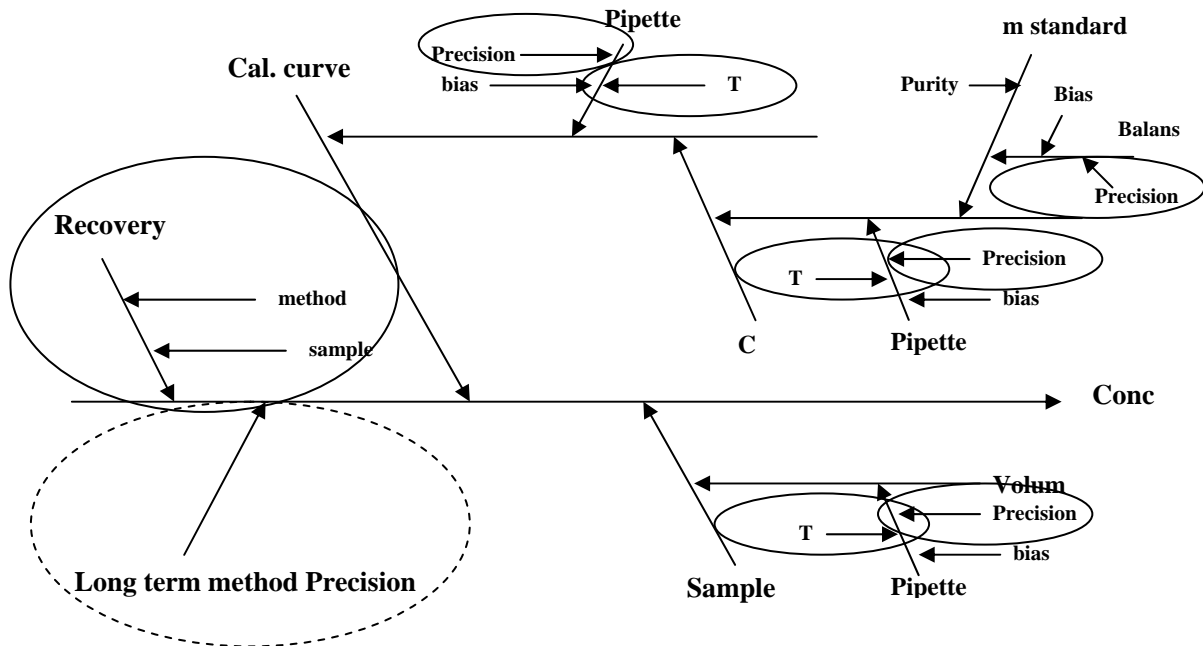 Pipette
m standard
Precision
Cal. curve
bias
T
Purity
Bias
Balans
Precision
Recovery
Precision
T
method
bias
sample
C
Pipette
Conc
Volum
Precision
T
bias
Long term method Precision
Sample
Pipette